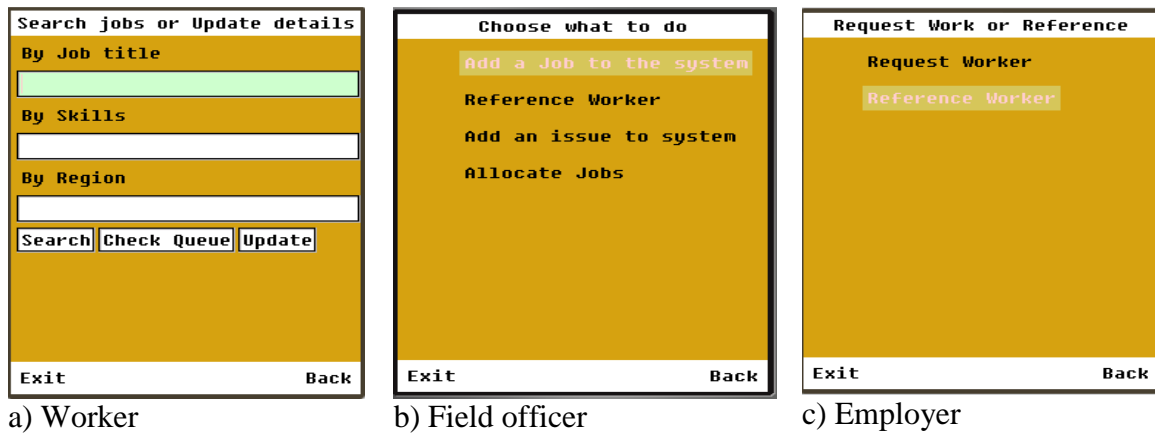 Search jobs or Update details
By Job title
By Skills
By Region
Search Check Queue Update
Exit Back
a) Worker
Choose what to do
Add a Job to the system
Reference Worker
Add an issue to system
Allocate Jobs
Exit Back
b) Field officer
Request Work or Reference
Request Worker
Reference Worker
Exit Back
c) Employer